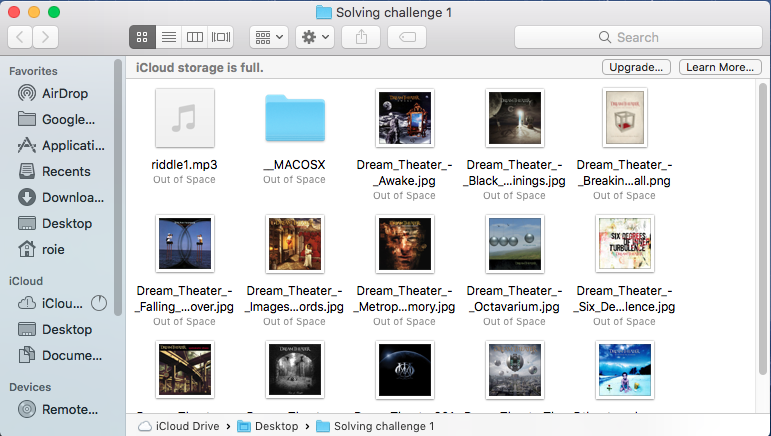 Solving challenge 1
Search
Favorites
AirDrop
Google...
Applicati...
Recents
Downloa...
Desktop
roie
iCloud
iClou...
Desktop
Docume...
Devices
Remote...
iCloud storage is full.
Upgrade...
Learn More...
riddle1.mp3
Out of Space
__MACOSX
Out of Space
Dream_Theater_-
_Awake.jpg
Out of Space
Dream_Theater_-
_Black_...inings.jpg
Out of Space
Dream_Theater_-
_Breakin...all.png
Out of Space
Dream_Theater_-
_Falling_...over.jpg
Out of Space
Dream_Theater_-
_Images...ords.jpg
Out of Space
Dream_Theater_-
_Metrop...mory.jpg
Out of Space
Dream_Theater_-
_Octavarium.jpg
Out of Space
SIX DEGREES
OF INNER
TURBULENCE
Dream_Theater_-
_Six_De...lence.jpg
Out of Space
iCloud Drive
Desktop
Solving challenge 1